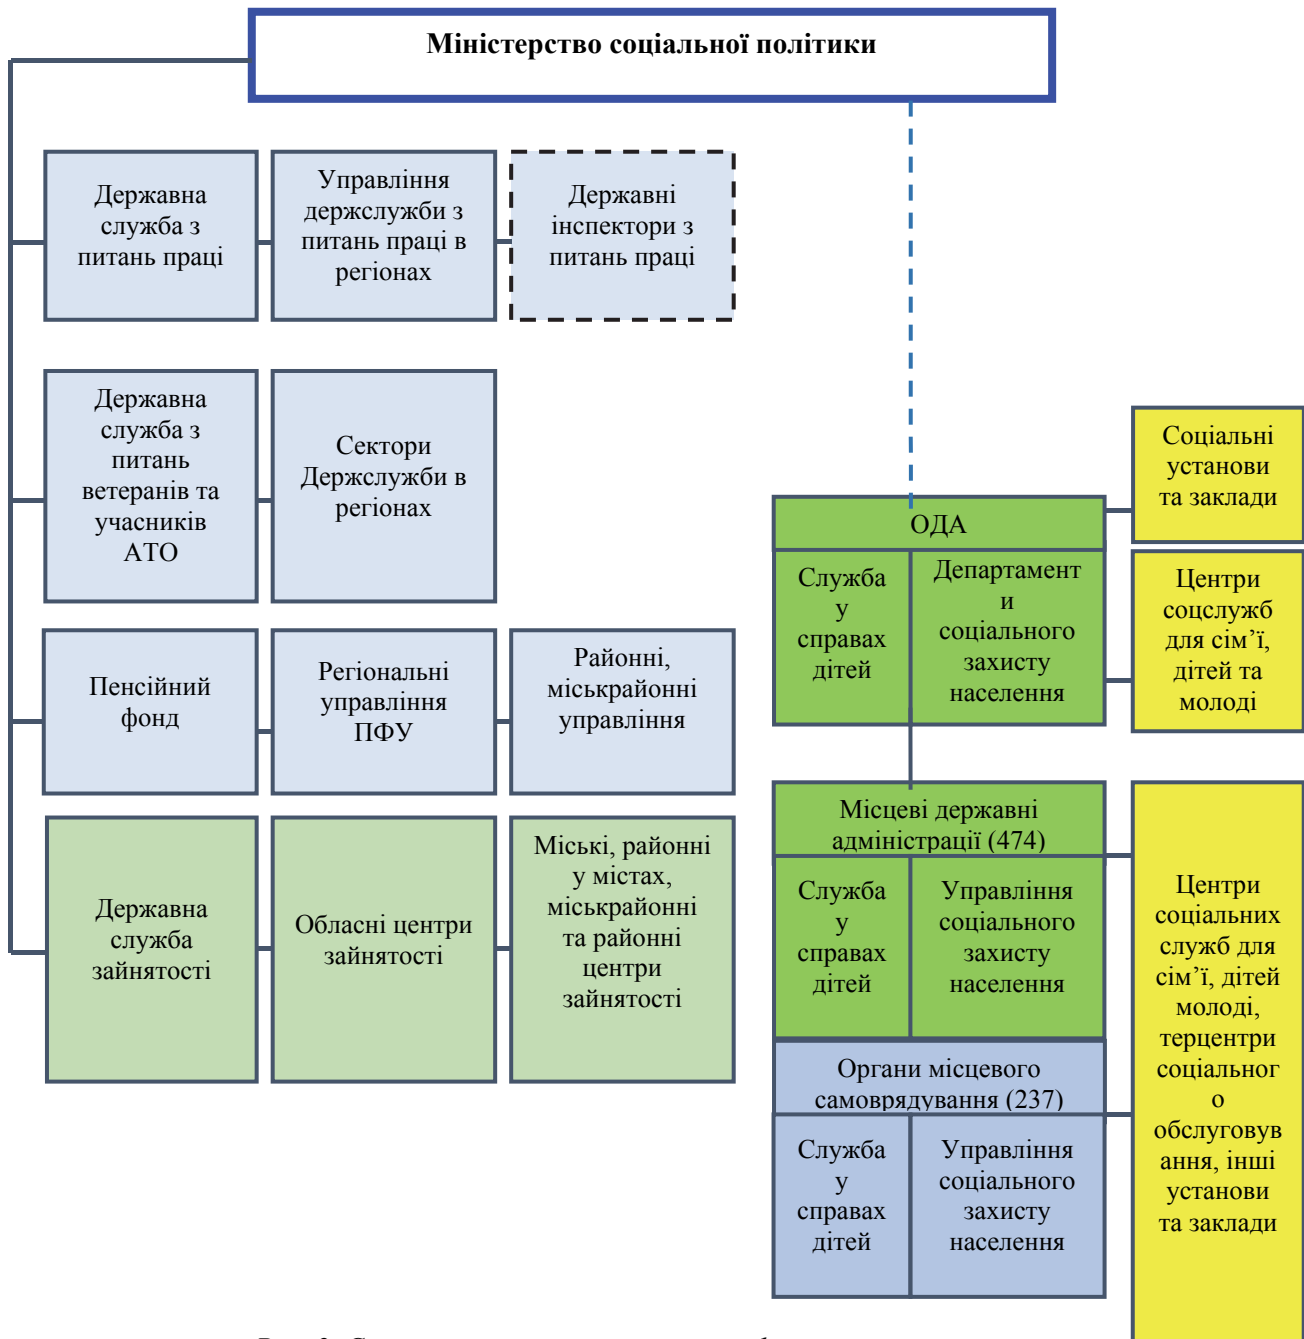 Міністерство соціальної політики
Державна
служба з
питань праці
Управління
держслужби з
питань праці в
регіонах
Державні
інспектори з
питань праці
Державна
служба з
питань
ветеранів та
учасників
АТО
Сектори
Держслужби в
регіонах
Пенсійний
фонд
Регіональні
управління
ПФУ
Районні,
міськрайонні
управління
Державна
служба
зайнятості
Обласні центри
зайнятості
Міські, районні
у містах,
міськрайонні
та районні
центри
зайнятості
ОДА
Служба
у
справах
дітей
Департамент
и
соціального
захисту
населення
Соціальні
установи
та заклади
Центри
соцслужб
для сім’ї,
дітей та
молоді
Місцеві державні
адміністрації (474)
Служба
у
справах
дітей
Управління
соціального
захисту
населення
Органи місцевого
самоврядування (237)
Служба
у
справах
дітей
Управління
соціального
захисту
населення
Центри
соціальних
служб для
сім’ї, дітей
молоді,
терцентри
соціальног
о
обслуговув
ання, інші
установи
та заклади